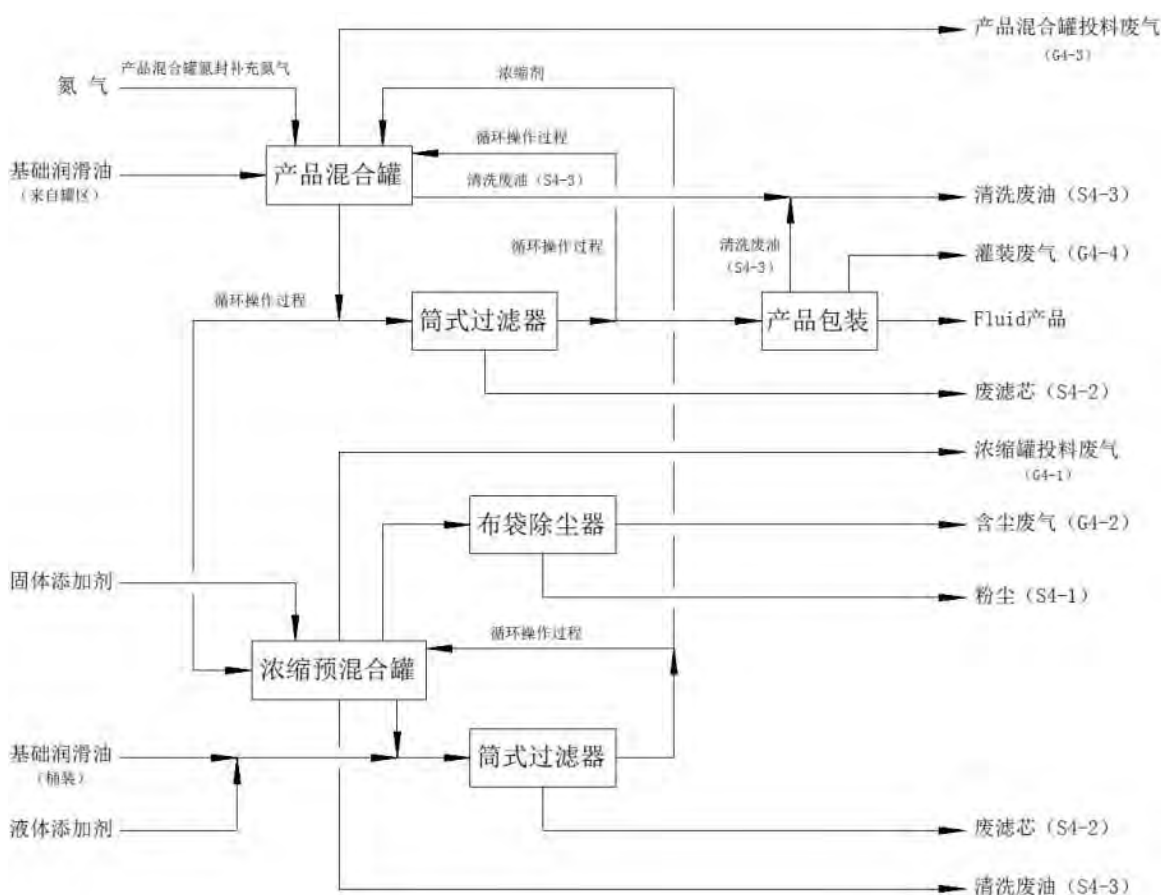 产品混合罐投料废气
(G4-3)
产品混合罐氮封补充氮气
氮 气
浓缩剂
循环操作过程
基础润滑油
(来自罐区)
产品混合罐
清洗废油(S4-3)
清洗废油(S4-3)
循环操作过程
清洗废油
(S4-3)
灌装废气(G4-4)
循环操作过程
筒式过滤器
产品包装
Fluid产品
废滤芯(S4-2)
浓缩罐投料废气
(G4-1)
布袋除尘器
含尘废气(G4-2)
固体添加剂
粉尘(S4-1)
循环操作过程
浓缩预混合罐
基础润滑油
(桶装)
筒式过滤器
液体添加剂
废滤芯(S4-2)
清洗废油(S4-3)